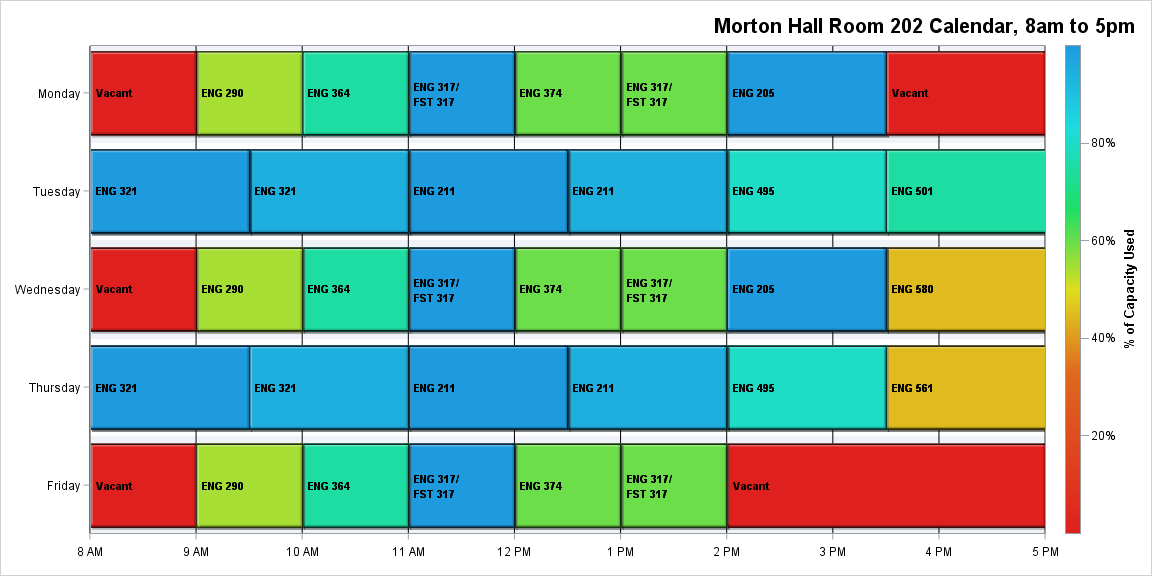 Morton Hall Room 202 Calendar, 8am to 5pm
Monday
Vacant
ENG 290
ENG 364
ENG 317/
FST 317
ENG 374
ENG 317/
FST 317
ENG 205
Vacant
Tuesday
ENG 321
ENG 321
ENG 211
ENG 211
ENG 495
ENG 501
Wednesday
Vacant
ENG 290
ENG 364
ENG 317/
FST 317
ENG 374
ENG 317/
FST 317
ENG 205
ENG 580
Thursday
ENG 321
ENG 321
ENG 211
ENG 211
ENG 495
ENG 561
Friday
Vacant
ENG 290
ENG 364
ENG 317/
FST 317
ENG 374
ENG 317/
FST 317
Vacant
8 AM
9 AM
10 AM
11 AM
12 PM
1 PM
2 PM
3 PM
4 PM
5 PM
80%
60%
40%
20%
% of Capacity Used